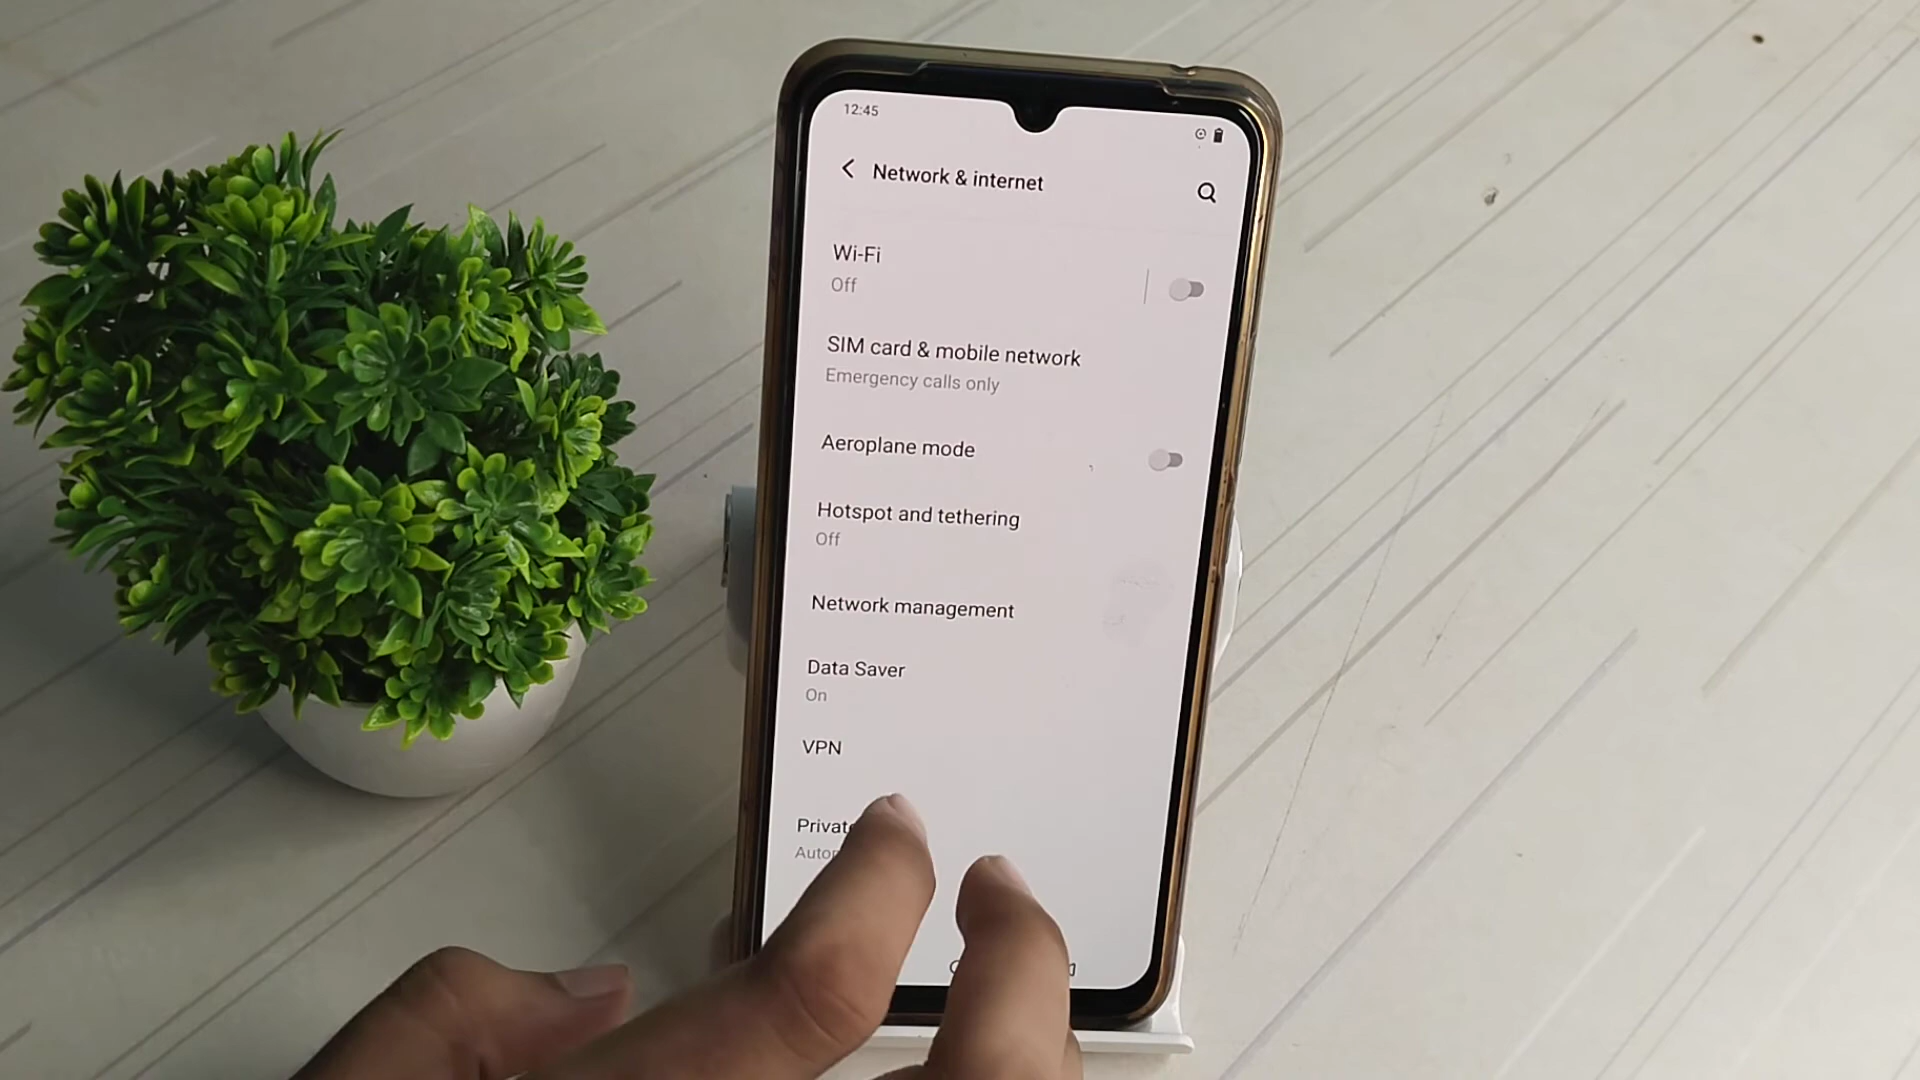 12:45
Network & internet
Wi-Fi
Off
SIM card & mobile network
Emergency calls only
Aeroplane mode
Hotspot and tethering
Off
Network management
Data Saver
On
VPN